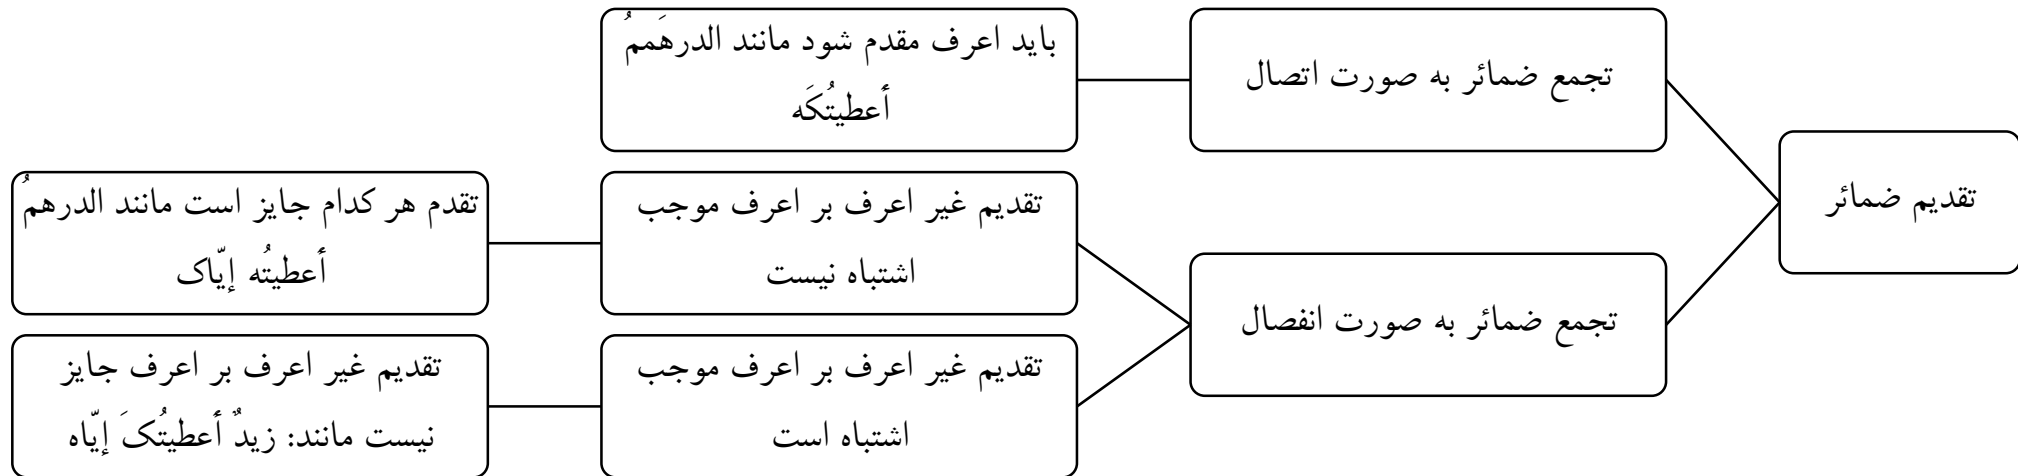 تقدیم ضمائر
تجمع ضمائر به صورت اتصال
باید اعرف مقدم شود مانند الدرهَممُ
أعطیتُکَه
تجمع ضمائر به صورت انفصال
تقدیم غیر اعرف بر اعرف موجب
اشتباه نیست
تقدم هر کدام جایز است مانند الدرهمُ
أعطیتُه إیّاک
تقدیم غیر اعرف بر اعرف موجب
اشتباه است
تقدیم غیر اعرف بر اعرف جایز
نیست مانند: زیدٌ أعطیتُکَ إیّاه